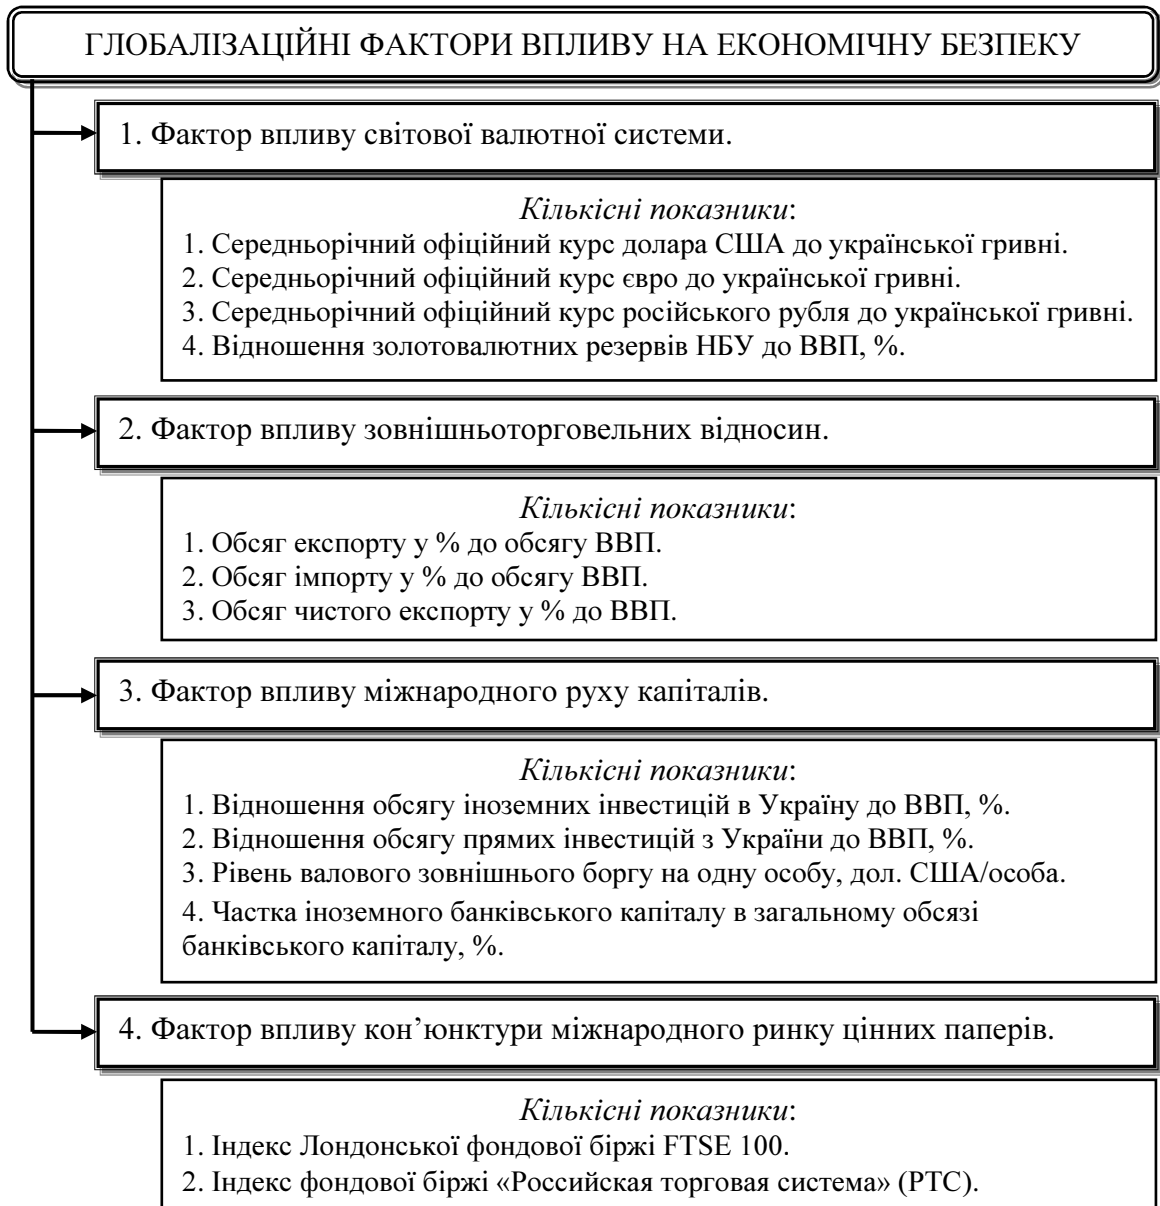 ГЛОБАЛІЗАЦІЙНІ ФАКТОРИ ВПЛИВУ НА ЕКОНОМІЧНУ БЕЗПЕКУ
1. Фактор впливу світової валютної системи.
Кількісні показники:
1. Середньорічний офіційний курс долара США до української гривні.
2. Середньорічний офіційний курс євро до української гривні.
3. Середньорічний офіційний курс російського рубля до української гривні.
4. Відношення золотовалютних резервів НБУ до ВВП, %.
2. Фактор впливу зовнішньоторговельних відносин.
Кількісні показники:
1. Обсяг експорту у % до обсягу ВВП.
2. Обсяг імпорту у % до обсягу ВВП.
3. Обсяг чистого експорту у % до ВВП.
3. Фактор впливу міжнародного руху капіталів.
Кількісні показники:
1. Відношення обсягу іноземних інвестицій в Україну до ВВП, %.
2. Відношення обсягу прямих інвестицій з України до ВВП, %.
3. Рівень валового зовнішнього боргу на одну особу, дол. США/особа.
4. Частка іноземного банківського капіталу в загальному обсязі
банківського капіталу, %.
4. Фактор впливу кон’юнктури міжнародного ринку цінних паперів.
Кількісні показники:
1. Індекс Лондонської фондової біржі FTSE 100.
2. Індекс фондової біржі «Российская торговая система» (РТС).